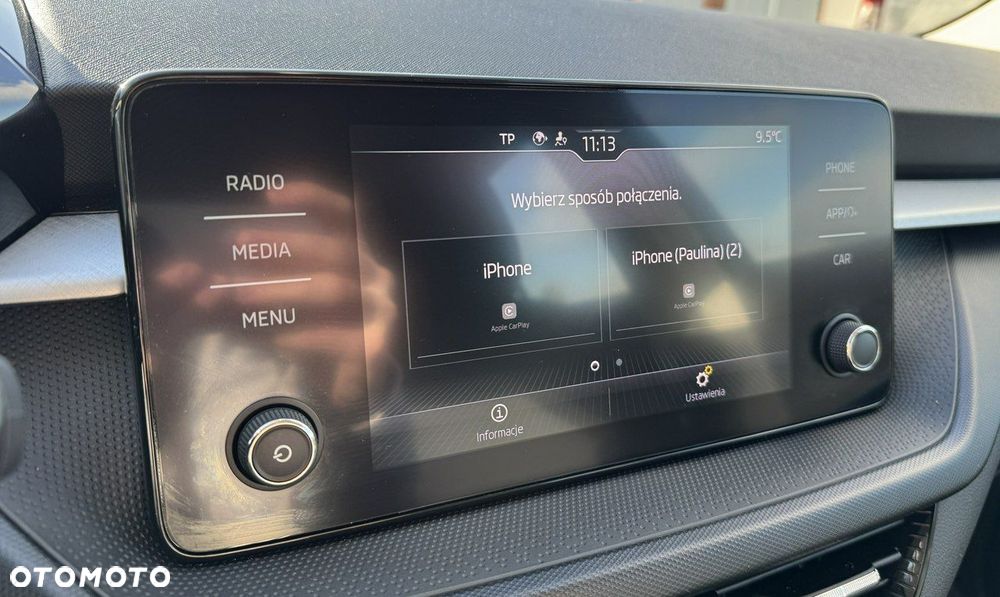 TP 11:13 9.5°C
RADIO
MEDIA
MENU
Wybierz sposób połączenia.
iPhone
Apple CarPlay
iPhone (Paulina) (2)
Apple CarPlay
Informacje
Ustawienia
PHONE
CAR
OTOMOTO